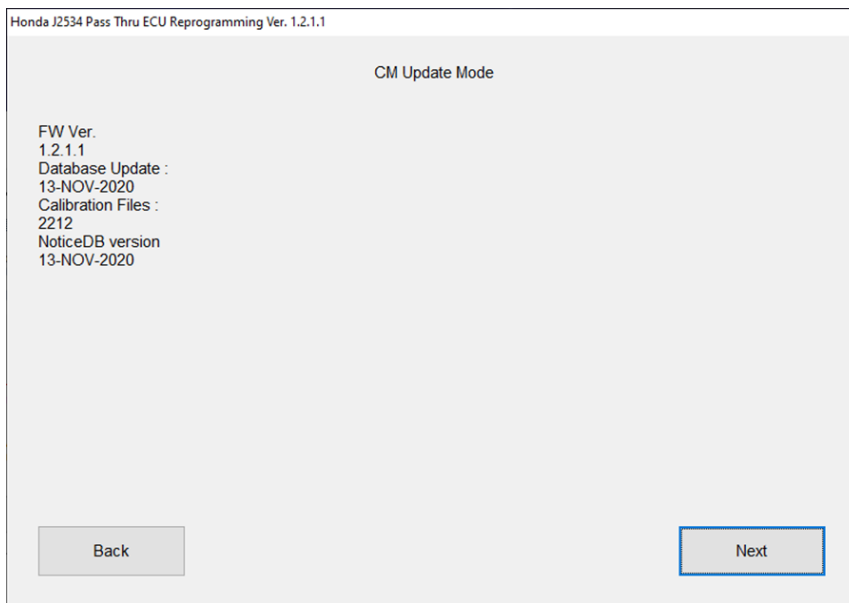 Honda J2534 Pass Thru ECU Reprogramming Ver. 1.2.1.1
CM Update Mode
FW Ver.
1.2.1.1
Database Update :
13-NOV-2020
Calibration Files :
2212
NoticeDB version
13-NOV-2020
Back
Next